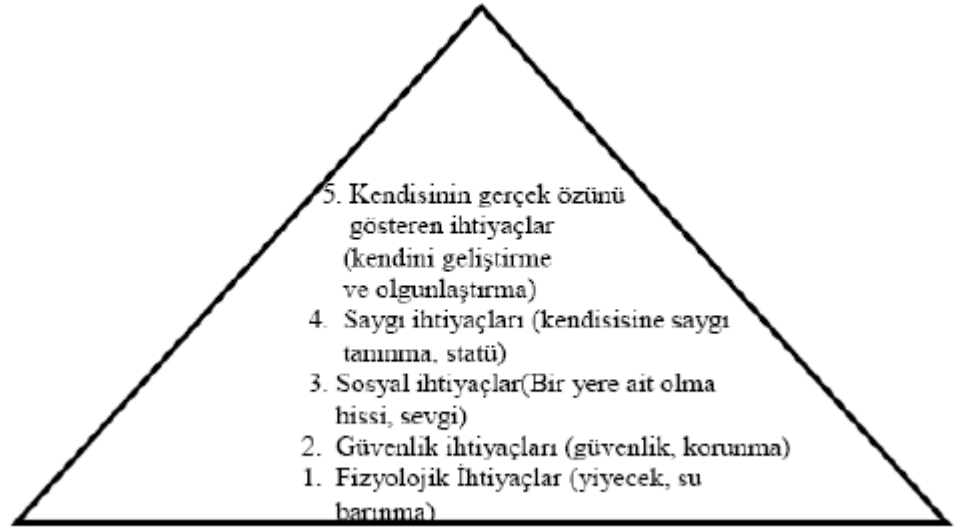 5. Kendisinin gerçek özünü
gösteren ihtiyaçlar
(kendini geliştirme
ve olgunlaştırma)
4. Saygı ihtiyaçları (kendisisine saygı
tanınma, statü)
3. Sosyal ihtiyaçlar(Bir yere ait olma
hissi, sevgi)
2. Güvenlik ihtiyaçları (güvenlik, korunma)
1. Fizyolojik İhtiyaçlar (yiyecek, su
barınma)